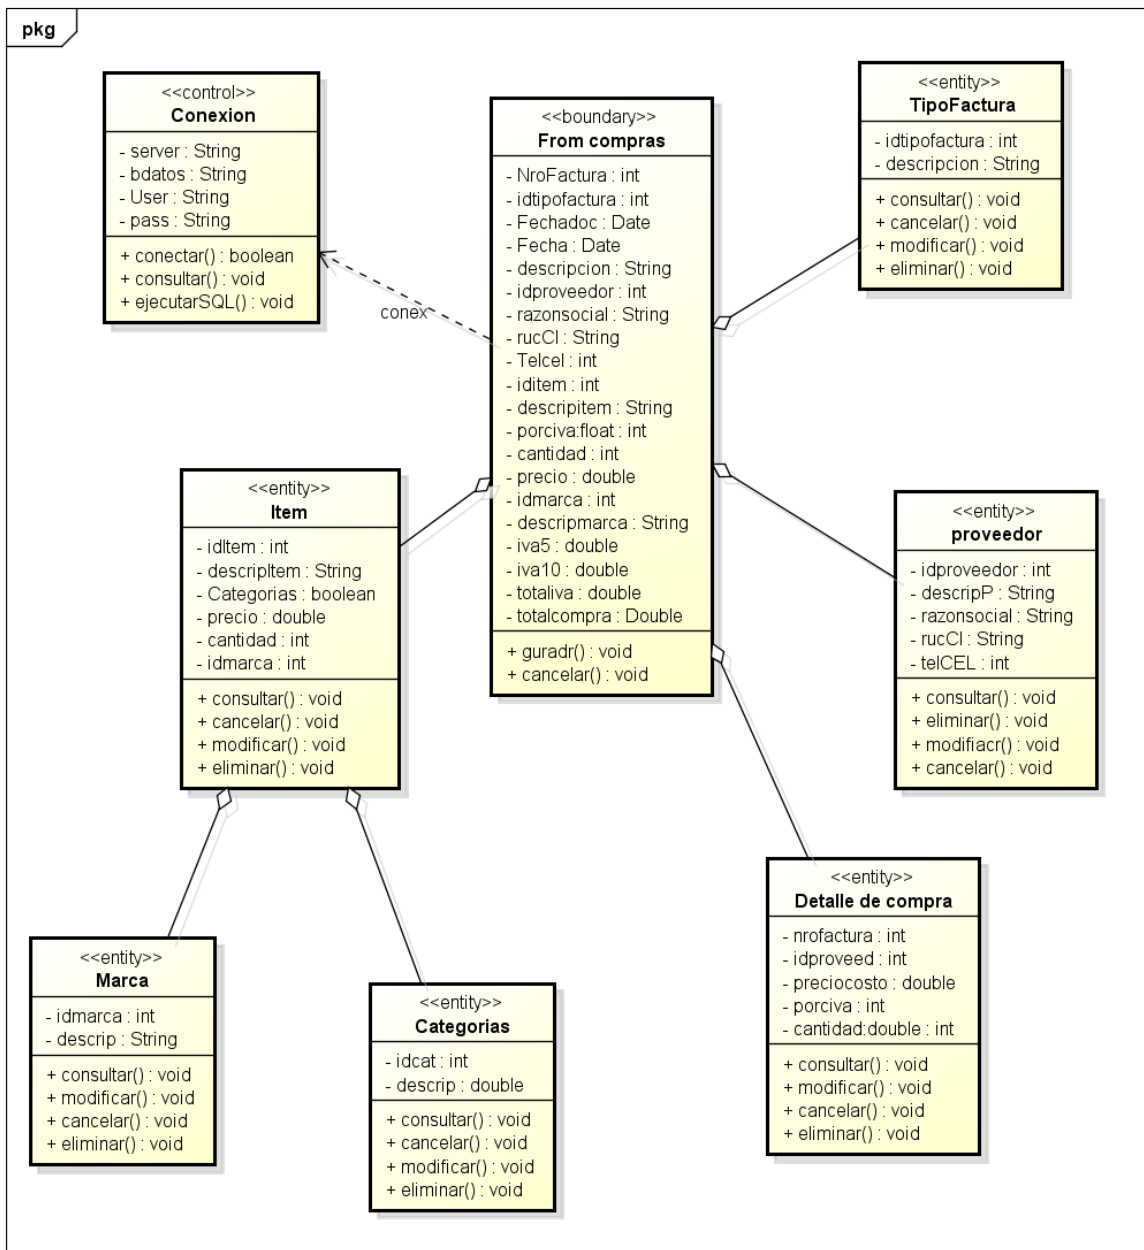 pkg
<<control>>
Conexion
- server : String
- bdatos : String
- User : String
- pass : String
+ conectar() : boolean
+ consultar() : void
+ ejecutarSQL() : void
<<boundary>>
From compras
- NroFactura : int
- idtipofactura : int
- Fechadoc : Date
- Fecha : Date
- descripcion : String
- idproveedor : int
- razonsocial : String
- rucCI : String
- Telcel : int
- iditem : int
- descripitem : String
- porciva:float : int
- cantidad : int
- precio : double
- idmarca : int
- descripmarca : String
- iva5 : double
- iva10 : double
- totaliva : double
- totalcompra : Double
+ guradr() : void
+ cancelar() : void
<<entity>>
TipoFactura
- idtipofactura : int
- descripcion : String
+ consultar() : void
+ cancelar() : void
+ modificar() : void
+ eliminar() : void
conex
<<entity>>
Item
- idItem : int
- descripItem : String
- Categorias : boolean
- precio : double
- cantidad : int
- idmarca : int
+ consultar() : void
+ cancelar() : void
+ modificar() : void
+ eliminar() : void
<<entity>>
proveedor
- idproveedor : int
- descripP : String
- razonsocial : String
- rucCI : String
- telCEL : int
+ consultar() : void
+ eliminar() : void
+ modifiacr() : void
+ cancelar() : void
<<entity>>
Marca
- idmarca : int
- descrip : String
+ consultar() : void
+ modificar() : void
+ cancelar() : void
+ eliminar() : void
<<entity>>
Categorias
- idcat : int
- descrip : double
+ consultar() : void
+ cancelar() : void
+ modificar() : void
+ eliminar() : void
<<entity>>
Detalle de compra
- nrofactura : int
- idproveed : int
- preciocosto : double
- porciva : int
- cantidad:double : int
+ consultar() : void
+ modificar() : void
+ cancelar() : void
+ eliminar() : void